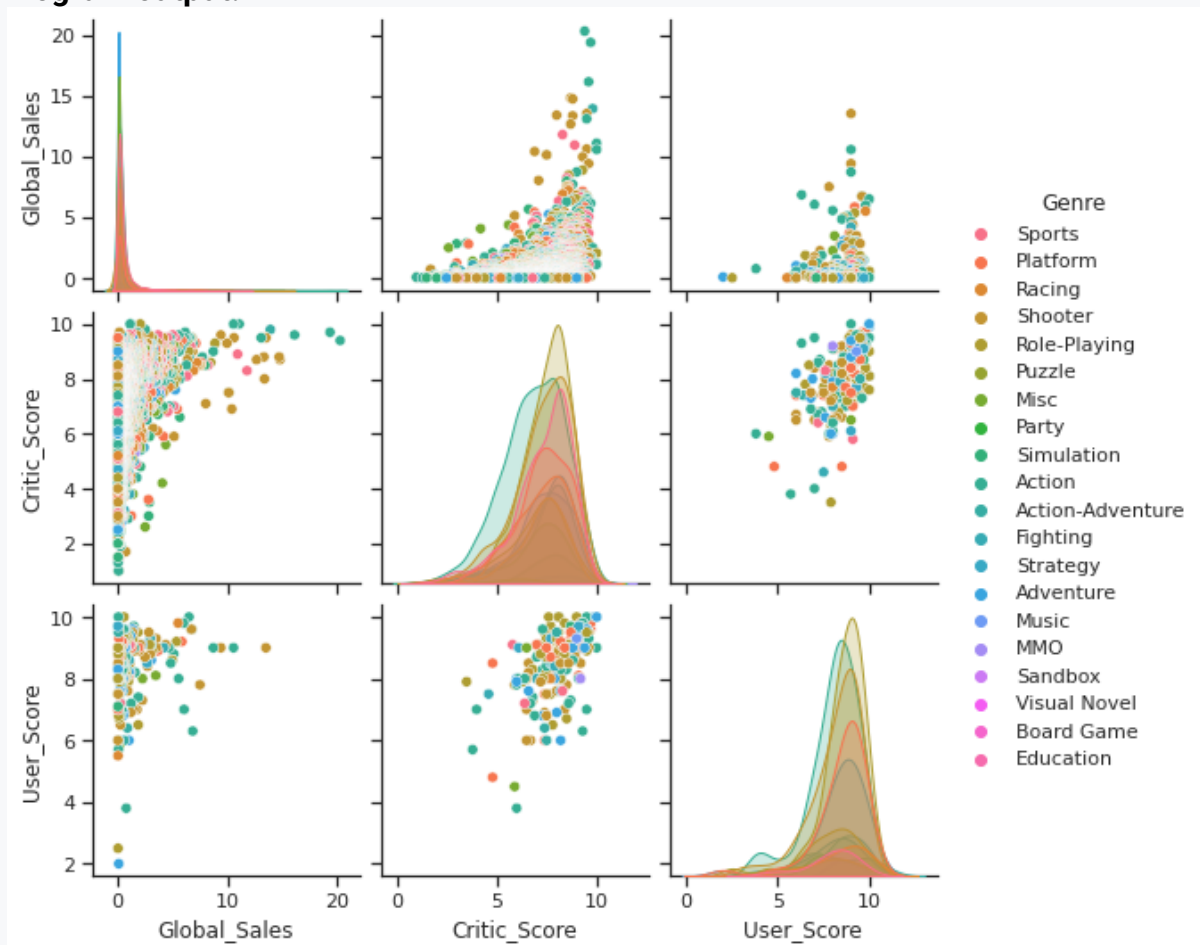 20
15
10
5
0
Global_Sales
10
8
6
4
2
Critic_Score
10
8
6
4
2
User_Score
0 10 20
Global_Sales
0 5 10
Critic_Score
0 5 10
User_Score
Genre
Sports
Platform
Racing
Shooter
Role-Playing
Puzzle
Misc
Party
Simulation
Action
Action-Adventure
Fighting
Strategy
Adventure
Music
MMO
Sandbox
Visual Novel
Board Game
Education